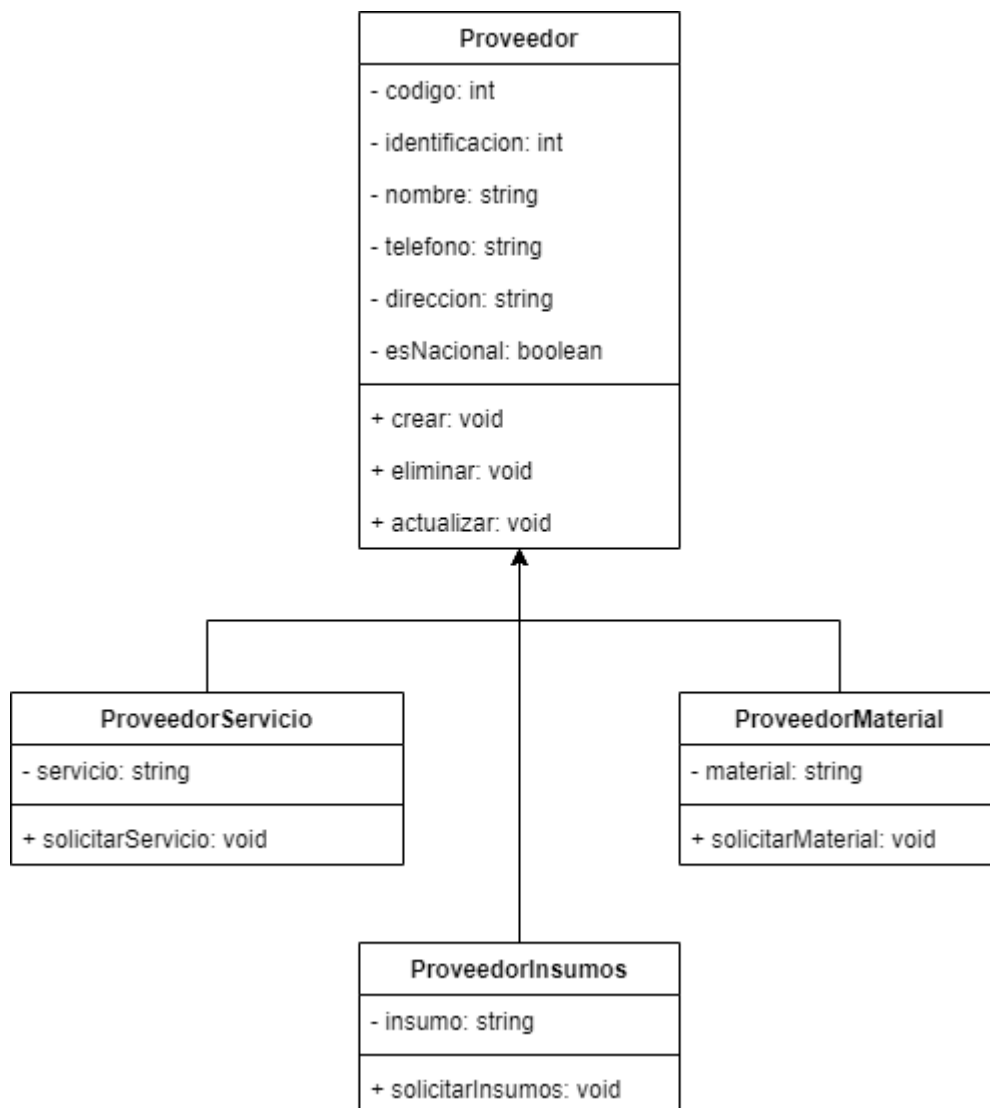 Proveedor
- codigo: int
- identificacion: int
- nombre: string
- telefono: string
- direccion: string
- esNacional: boolean
+ crear: void
+ eliminar: void
+ actualizar: void
ProveedorServicio
- servicio: string
+ solicitarServicio: void
ProveedorMaterial
- material: string
+ solicitarMaterial: void
ProveedorInsumos
- insumo: string
+ solicitarInsumos: void